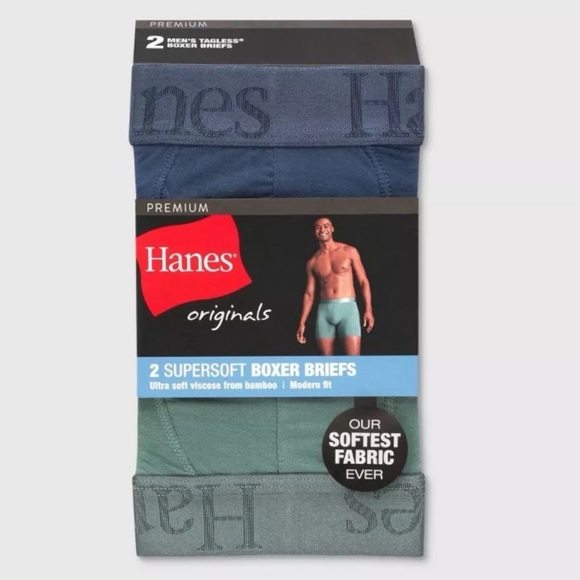 PREMIUM
2 MEN'S TAGLESS®
BOXER BRIEFS
Hanes Ha
PREMIUM
Hanes®
originals
2 SUPERSOFT BOXER BRIEFS
Ultra soft viscose from bamboo | Modern fit
OUR
SOFTEST
FABRIC
EVER
Hanes